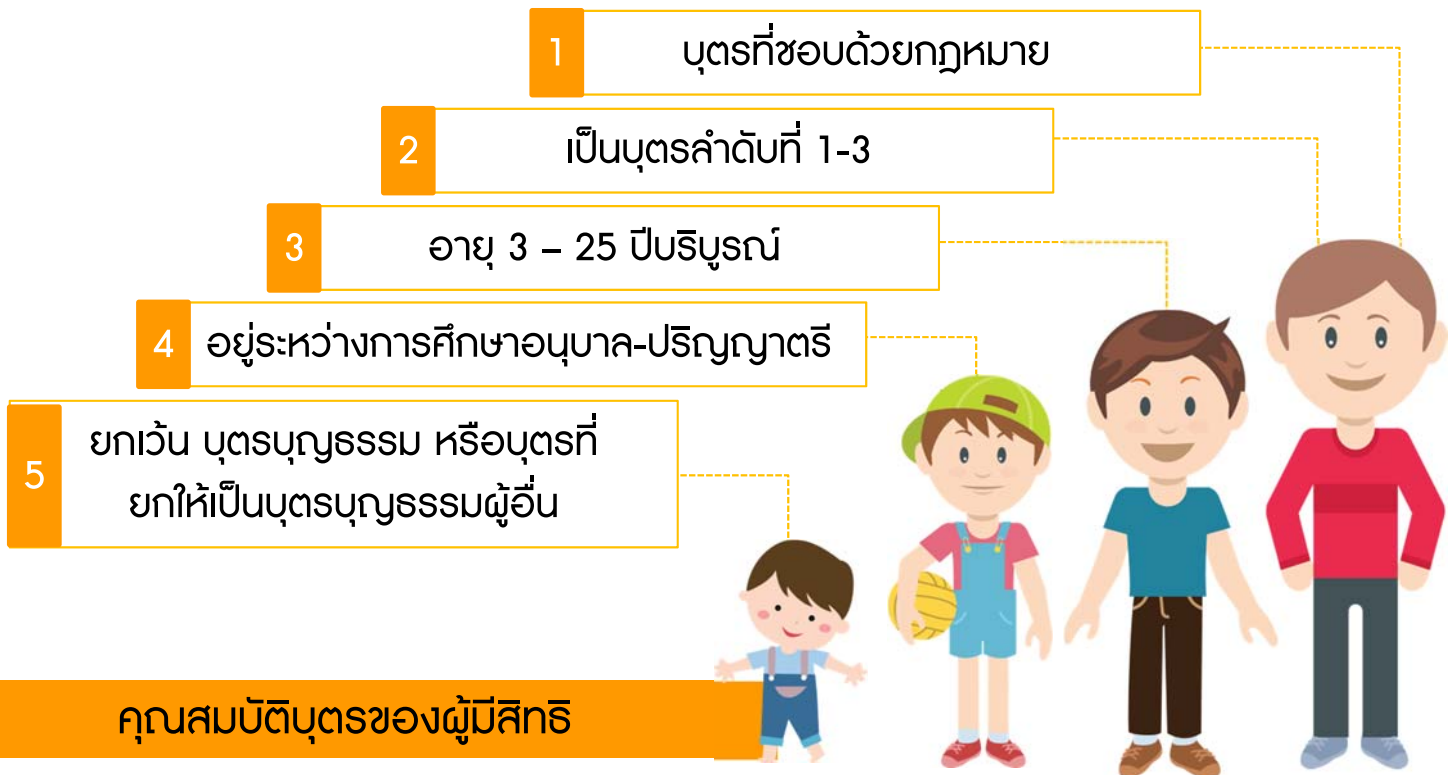 1 บุตรที่ชอบด้วยกฎหมาย
2 เป็นบุตรลำดับที่ 1-3
3 อายุ 3 – 25 ปีบริบูรณ์
4 อยู่ระหว่างการศึกษาอนุบาล-ปริญญาตรี
5 ยกเว้น บุตรบุญธรรม หรือบุตรที่
ยกให้เป็นบุตรบุญธรรมผู้อื่น
คุณสมบัติบุตรของผู้มีสิทธิ